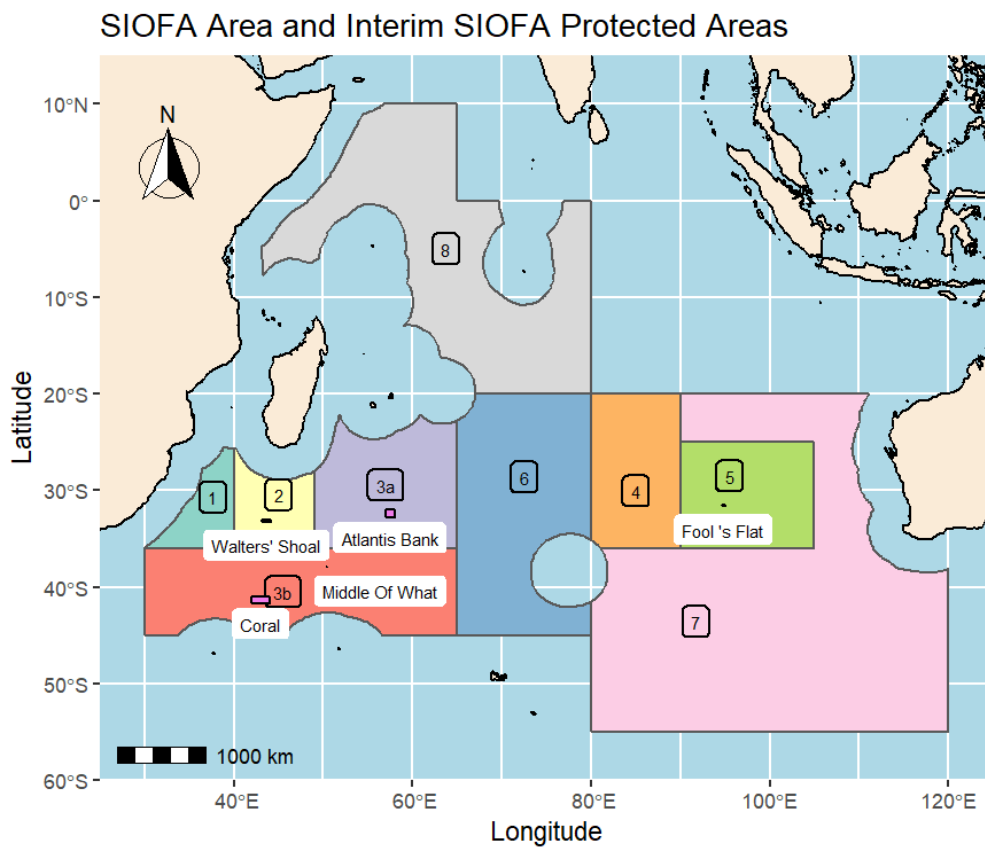 SIOFA Area and Interim SIOFA Protected Areas
N
10°N
0°
10°S
20°S
30°S
40°S
50°S
60°S
Latitude
8
1
2
3a
6
4
5
Walters' Shoal
Atlantis Bank
Fool 's Flat
3b
Middle Of What
Coral
7
1000 km
40°E
60°E
80°E
100°E
120°E
Longitude